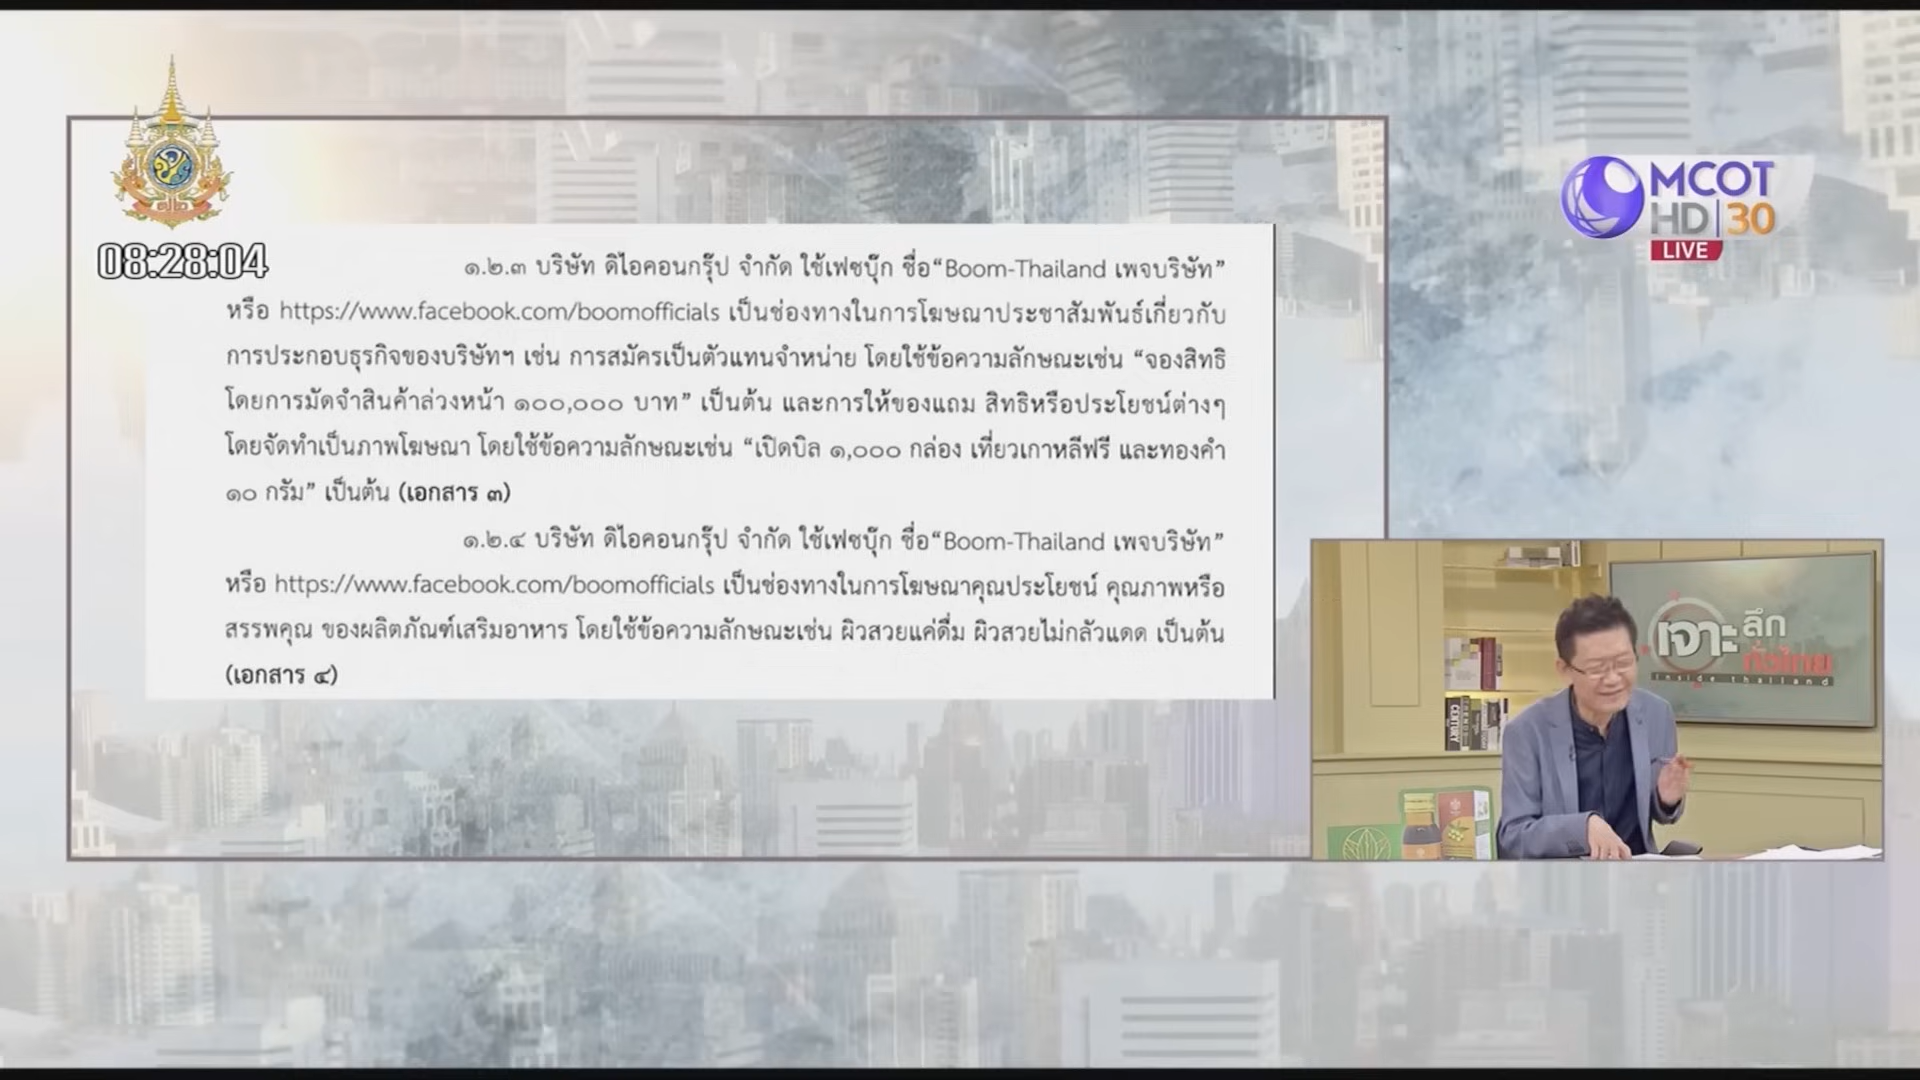 08:28:04
MCOT
HD 30
LIVE
๑.๒.๓ บริษัท ดิไอคอนกรุ๊ป จำกัด ใช้เฟซบุ๊ก ชื่อ“Boom-Thailand เพจบริษัท”
หรือ https://www.facebook.com/boomofficials เป็นช่องทางในการโฆษณาประชาสัมพันธ์เกี่ยวกับ
การประกอบธุรกิจของบริษัทฯ เช่น การสมัครเป็นตัวแทนจำหน่าย โดยใช้ข้อความลักษณะเช่น “จองสิทธิ
โดยการมัดจำสินค้าล่วงหน้า ๑๐๐,๐๐๐ บาท” เป็นต้น และการให้ของแถม สิทธิหรือประโยชน์ต่างๆ
โดยจัดทำเป็นภาพโฆษณา โดยใช้ข้อความลักษณะเช่น “เปิดบิล ๑,๐๐๐ กล่อง เที่ยวเกาหลีฟรี และทองคำ
๑๐ กรัม” เป็นต้น (เอกสาร ๓)
๑.๒.๔ บริษัท ดิไอคอนกรุ๊ป จำกัด ใช้เฟซบุ๊ก ชื่อ“Boom-Thailand เพจบริษัท”
หรือ https://www.facebook.com/boomofficials เป็นช่องทางในการโฆษณาคุณประโยชน์ คุณภาพหรือ
สรรพคุณ ของผลิตภัณฑ์เสริมอาหาร โดยใช้ข้อความลักษณะเช่น ผิวสวยแค่ดื่ม ผิวสวยไม่กลัวแดด เป็นต้น
(เอกสาร ๔)
เจาะลึก
ทั่วไทย
inside thailand
CENTURY